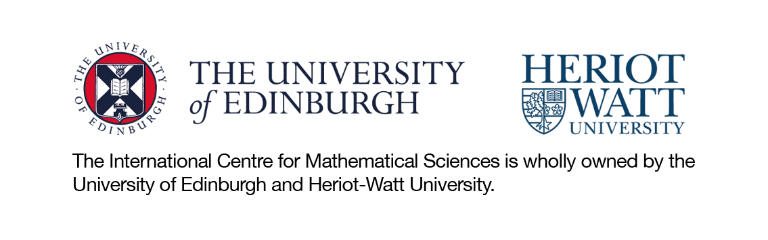 · THE UNIVERSITY · OF EDINBURGH
THE UNIVERSITY
of EDINBURGH
HERIOT
WATT
UNIVERSITY
The International Centre for Mathematical Sciences is wholly owned by the
University of Edinburgh and Heriot-Watt University.